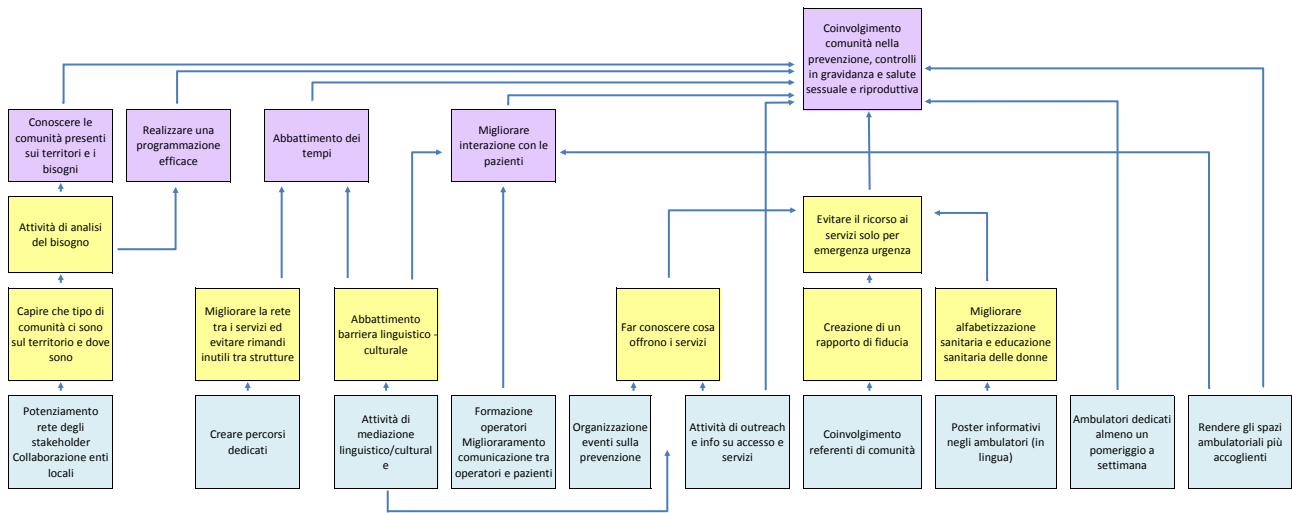 Coinvolgimento
comunità nella
prevenzione, controlli
in gravidanza e salute
sessuale e riproduttiva
Conoscere le
comunità presenti
sui territori e i
bisogni
Realizzare una
programmazione
efficace
Abbattimento dei
tempi
Migliorare
interazione con le
pazienti
Attività di analisi
del bisogno
Evitare il ricorso ai
servizi solo per
emergenza urgenza
Capire che tipo di
comunità ci sono
sul territorio e dove
sono
Migliorare la rete
tra i servizi ed
evitare rimandi
inutili tra strutture
Abbattimento
barriera linguistico -
culturale
Far conoscere cosa
offrono i servizi
Creazione di un
rapporto di fiducia
Migliorare
alfabetizzazione
sanitaria e educazione
sanitaria delle donne
Potenziamento
rete degli
stakeholder
Collaborazione enti
locali
Creare percorsi
dedicati
Attività di
mediazione
linguistico/cultural
e
Formazione
operatori
Miglioraramento
comunicazione tra
operatori e pazienti
Organizzazione
eventi sulla
prevenzione
Attività di outreach
e info su accesso e
servizi
Coinvolgimento
referenti di comunità
Poster informativi
negli ambulatori (in
lingua)
Ambulatori dedicati
almeno un
pomeriggio a
settimana
Rendere gli spazi
ambulatoriali più
accoglienti